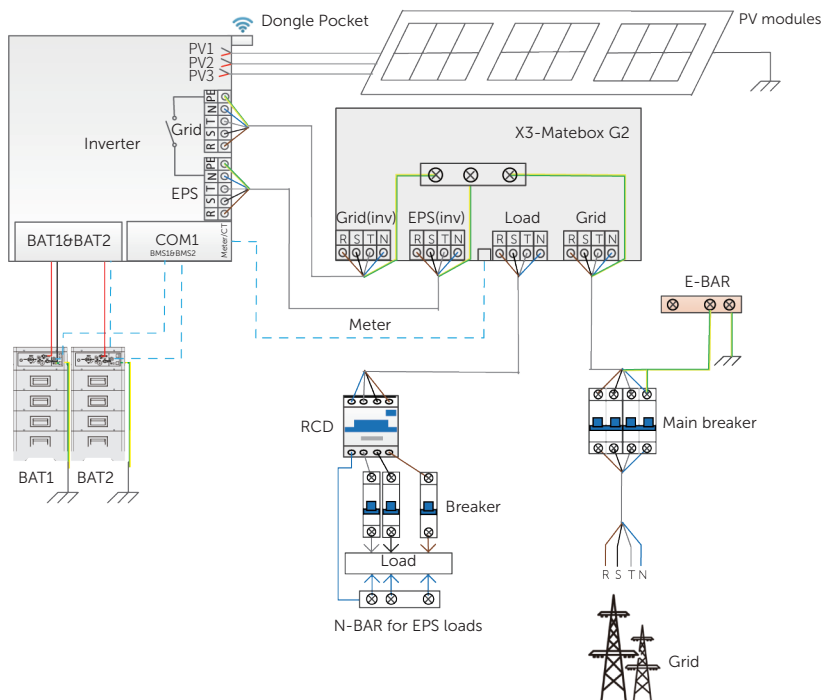 Dongle Pocket
PV modules
PV1
PV2
PV3
Inverter
Grid
R S T N PE
EPS
R S T N PE
BAT1&BAT2
COM1
BMS1&BMS2
Meter/CT
X3-Matebox G2
Grid(inv)
EPS(inv)
Load
Grid
R S T N
R S T N
R S T N
R S T N
Meter
E-BAR
BAT1
BAT2
RCD
Breaker
Load
N-BAR for EPS loads
Main breaker
R S T N
Grid